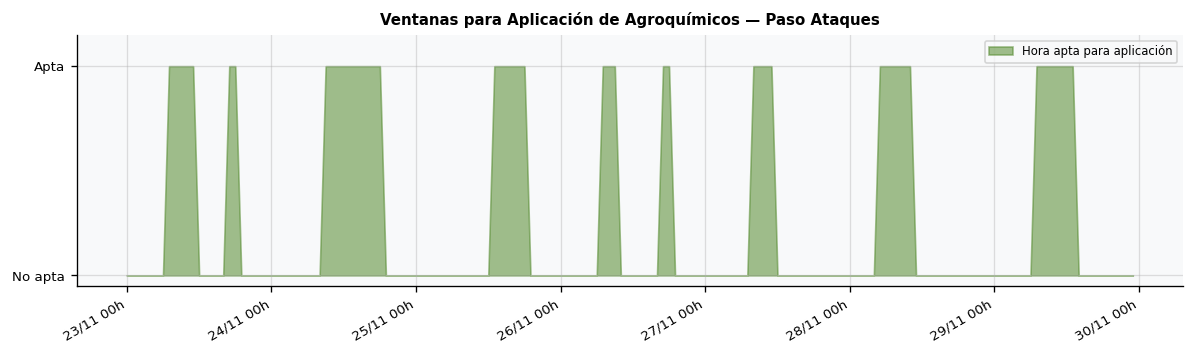 Ventanas para Aplicación de Agroquímicos — Paso Ataques
Hora apta para aplicación
Apta
No apta
23/11 00h
24/11 00h
25/11 00h
26/11 00h
27/11 00h
28/11 00h
29/11 00h
30/11 00h